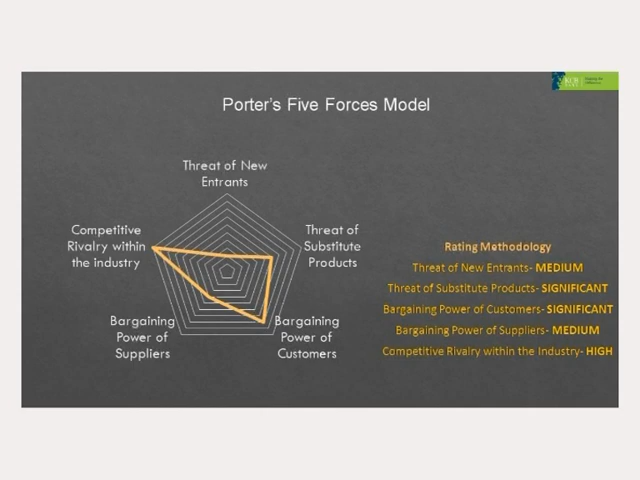 Porter's Five Forces Model
Threat of New
Entrants
Competitive
Rivalry within
the industry
Threat of
Substitute
Products
Bargaining
Power of
Suppliers
Bargaining
Power of
Customers
Rating Methodology
Threat of New Entrants- MEDIUM
Threat of Substitute Products- SIGNIFICANT
Bargaining Power of Customers- SIGNIFICANT
Bargaining Power of Suppliers- MEDIUM
Competitive Rivalry within the Industry- HIGH